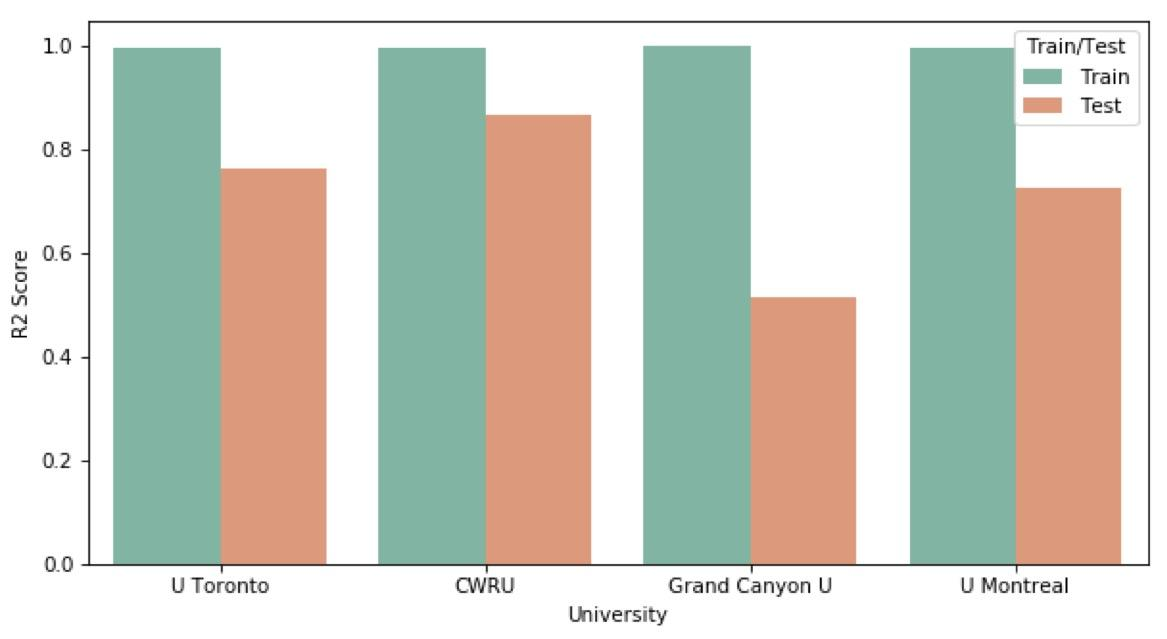 1.0
0.8
0.6
0.4
0.2
0.0
R2 Score
Train/Test
Train
Test
U Toronto
CWRU
Grand Canyon U
U Montreal
University